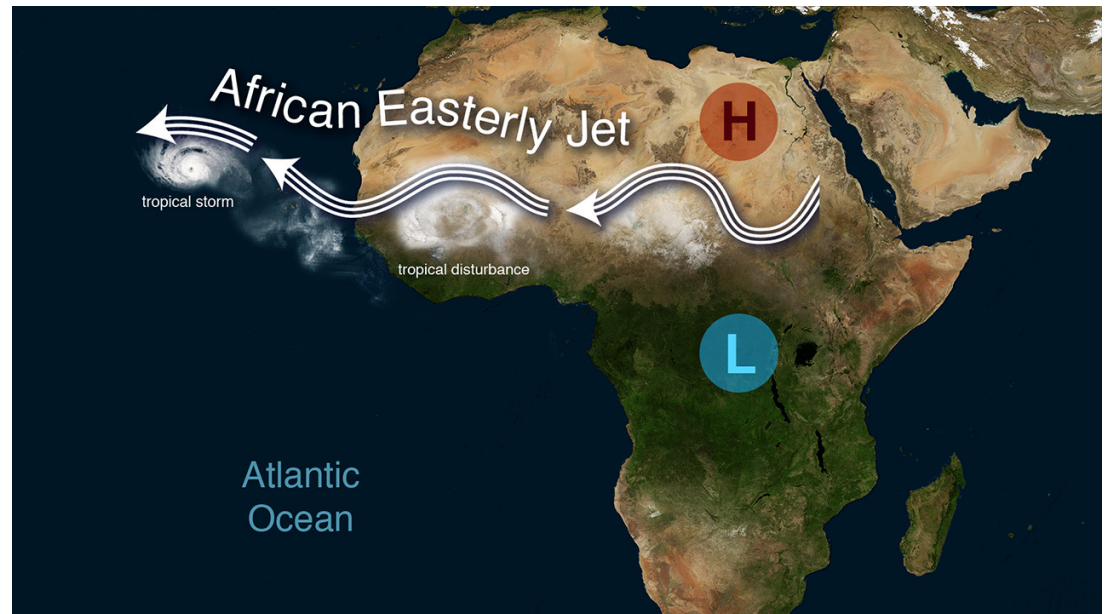 African Easterly Jet
H
tropical storm
tropical disturbance
L
Atlantic
Ocean